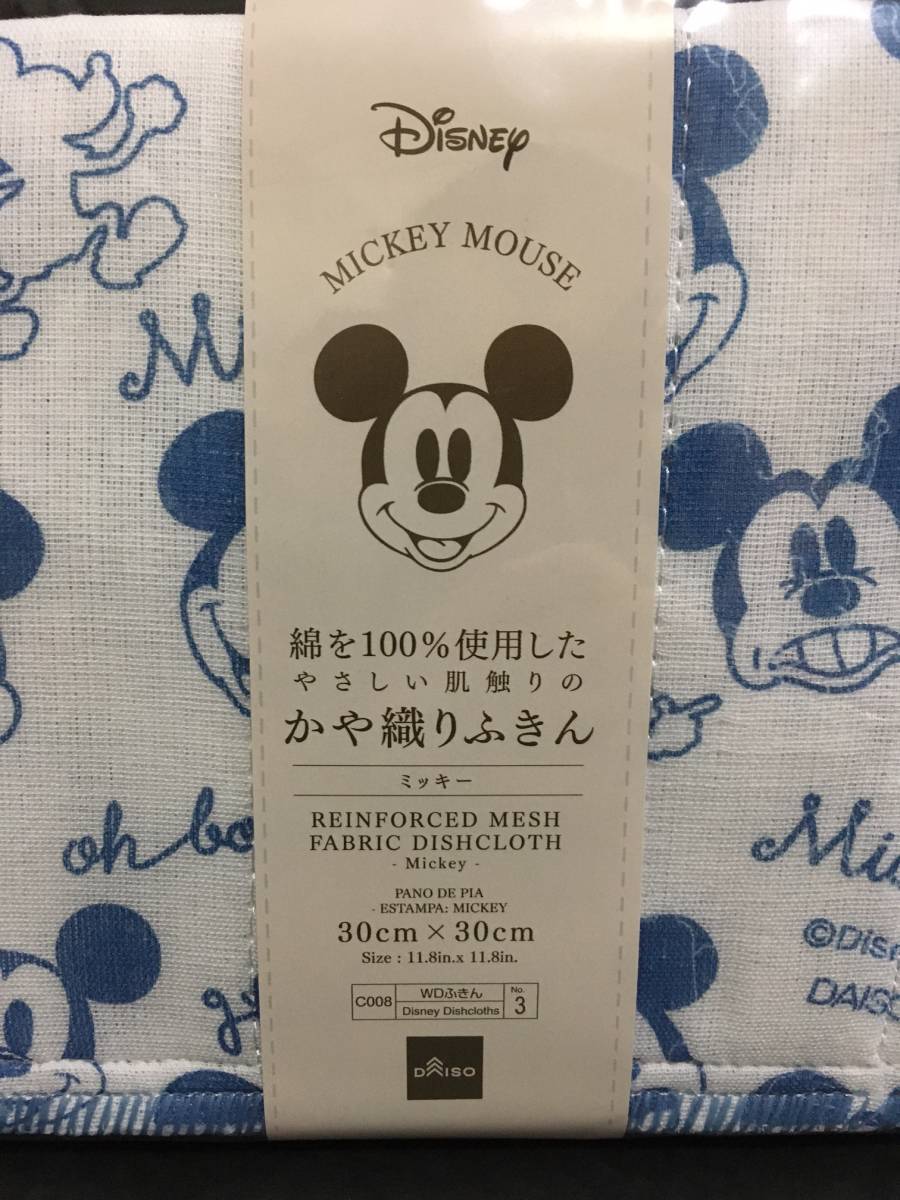 Disney
MICKEY MOUSE
綿を100%使用した
やさしい肌触りの
かや織りふきん
ミッキー
REINFORCED MESH
FABRIC DISHCLOTH
- Mickey -
PANO DE PIA
- ESTAMPA: MICKEY
30cm × 30cm
Size : 11.8in.x 11.8in.
C008
WDふきん
Disney Dishcloths
No.
3
DAISO
oh